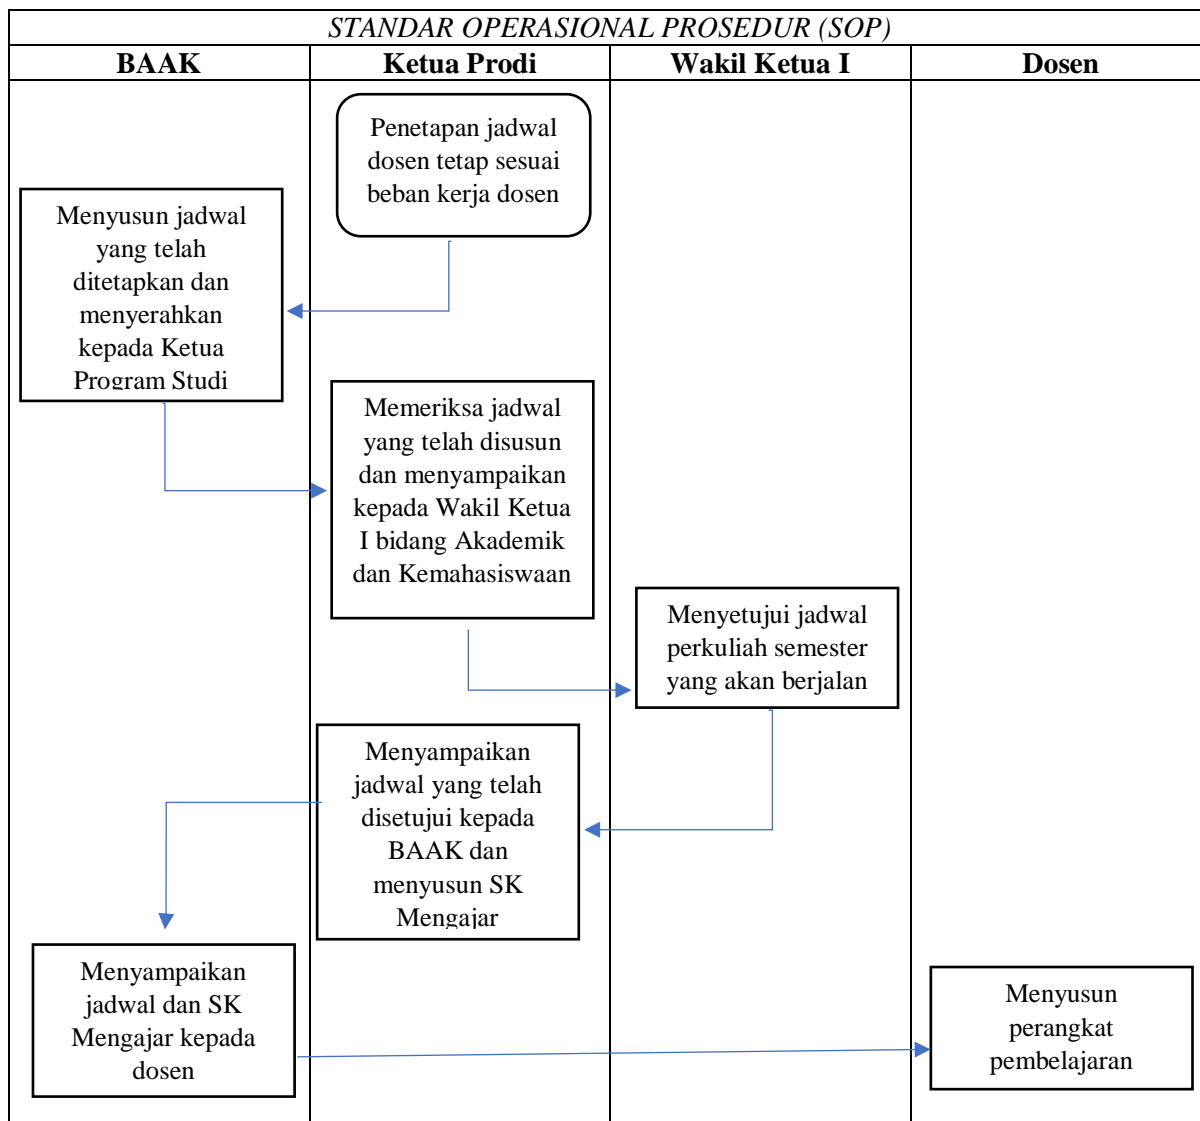 STANDAR OPERASIONAL PROSEDUR (SOP)
BAAK
Ketua Prodi
Wakil Ketua I
Dosen
Penetapan jadwal
dosen tetap sesuai
beban kerja dosen
Menyusun jadwal
yang telah
ditetapkan dan
menyerahkan
kepada Ketua
Program Studi
Memeriksa jadwal
yang telah disusun
dan menyampaikan
kepada Wakil Ketua
I bidang Akademik
dan Kemahasiswaan
Menyetujui jadwal
perkuliah semester
yang akan berjalan
Menyampaikan
jadwal yang telah
disetujui kepada
BAAK dan
menyusun SK
Mengajar
Menyampaikan
jadwal dan SK
Mengajar kepada
dosen
Menyusun
perangkat
pembelajaran